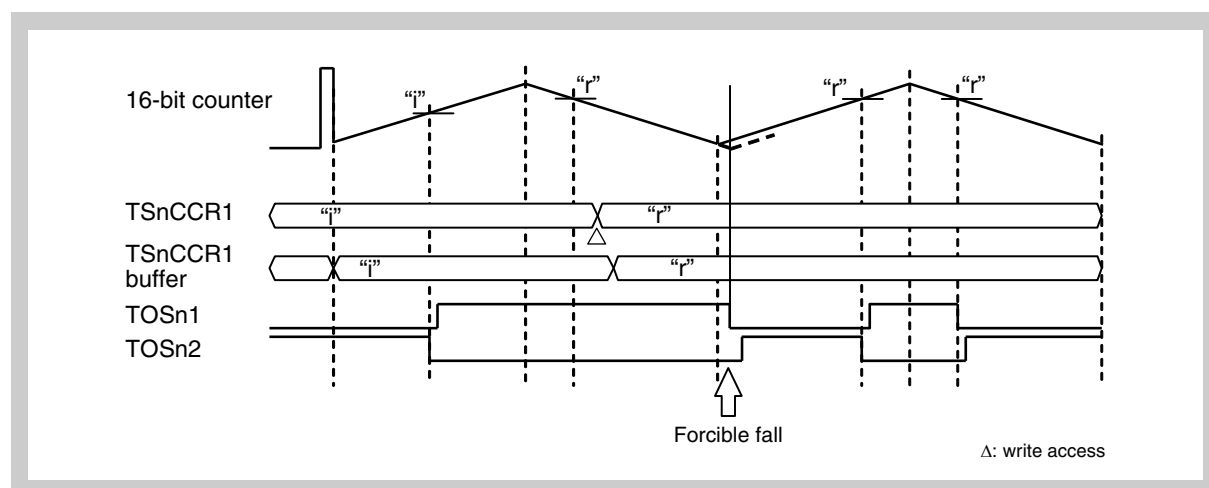 16-bit counter
“i”
“r”
“r”
“r”
TSnCCR1
“i”
“r”
TSnCCR1
buffer
“i”
“r”
TOSn1
TOSn2
Forcible fall
Δ: write access